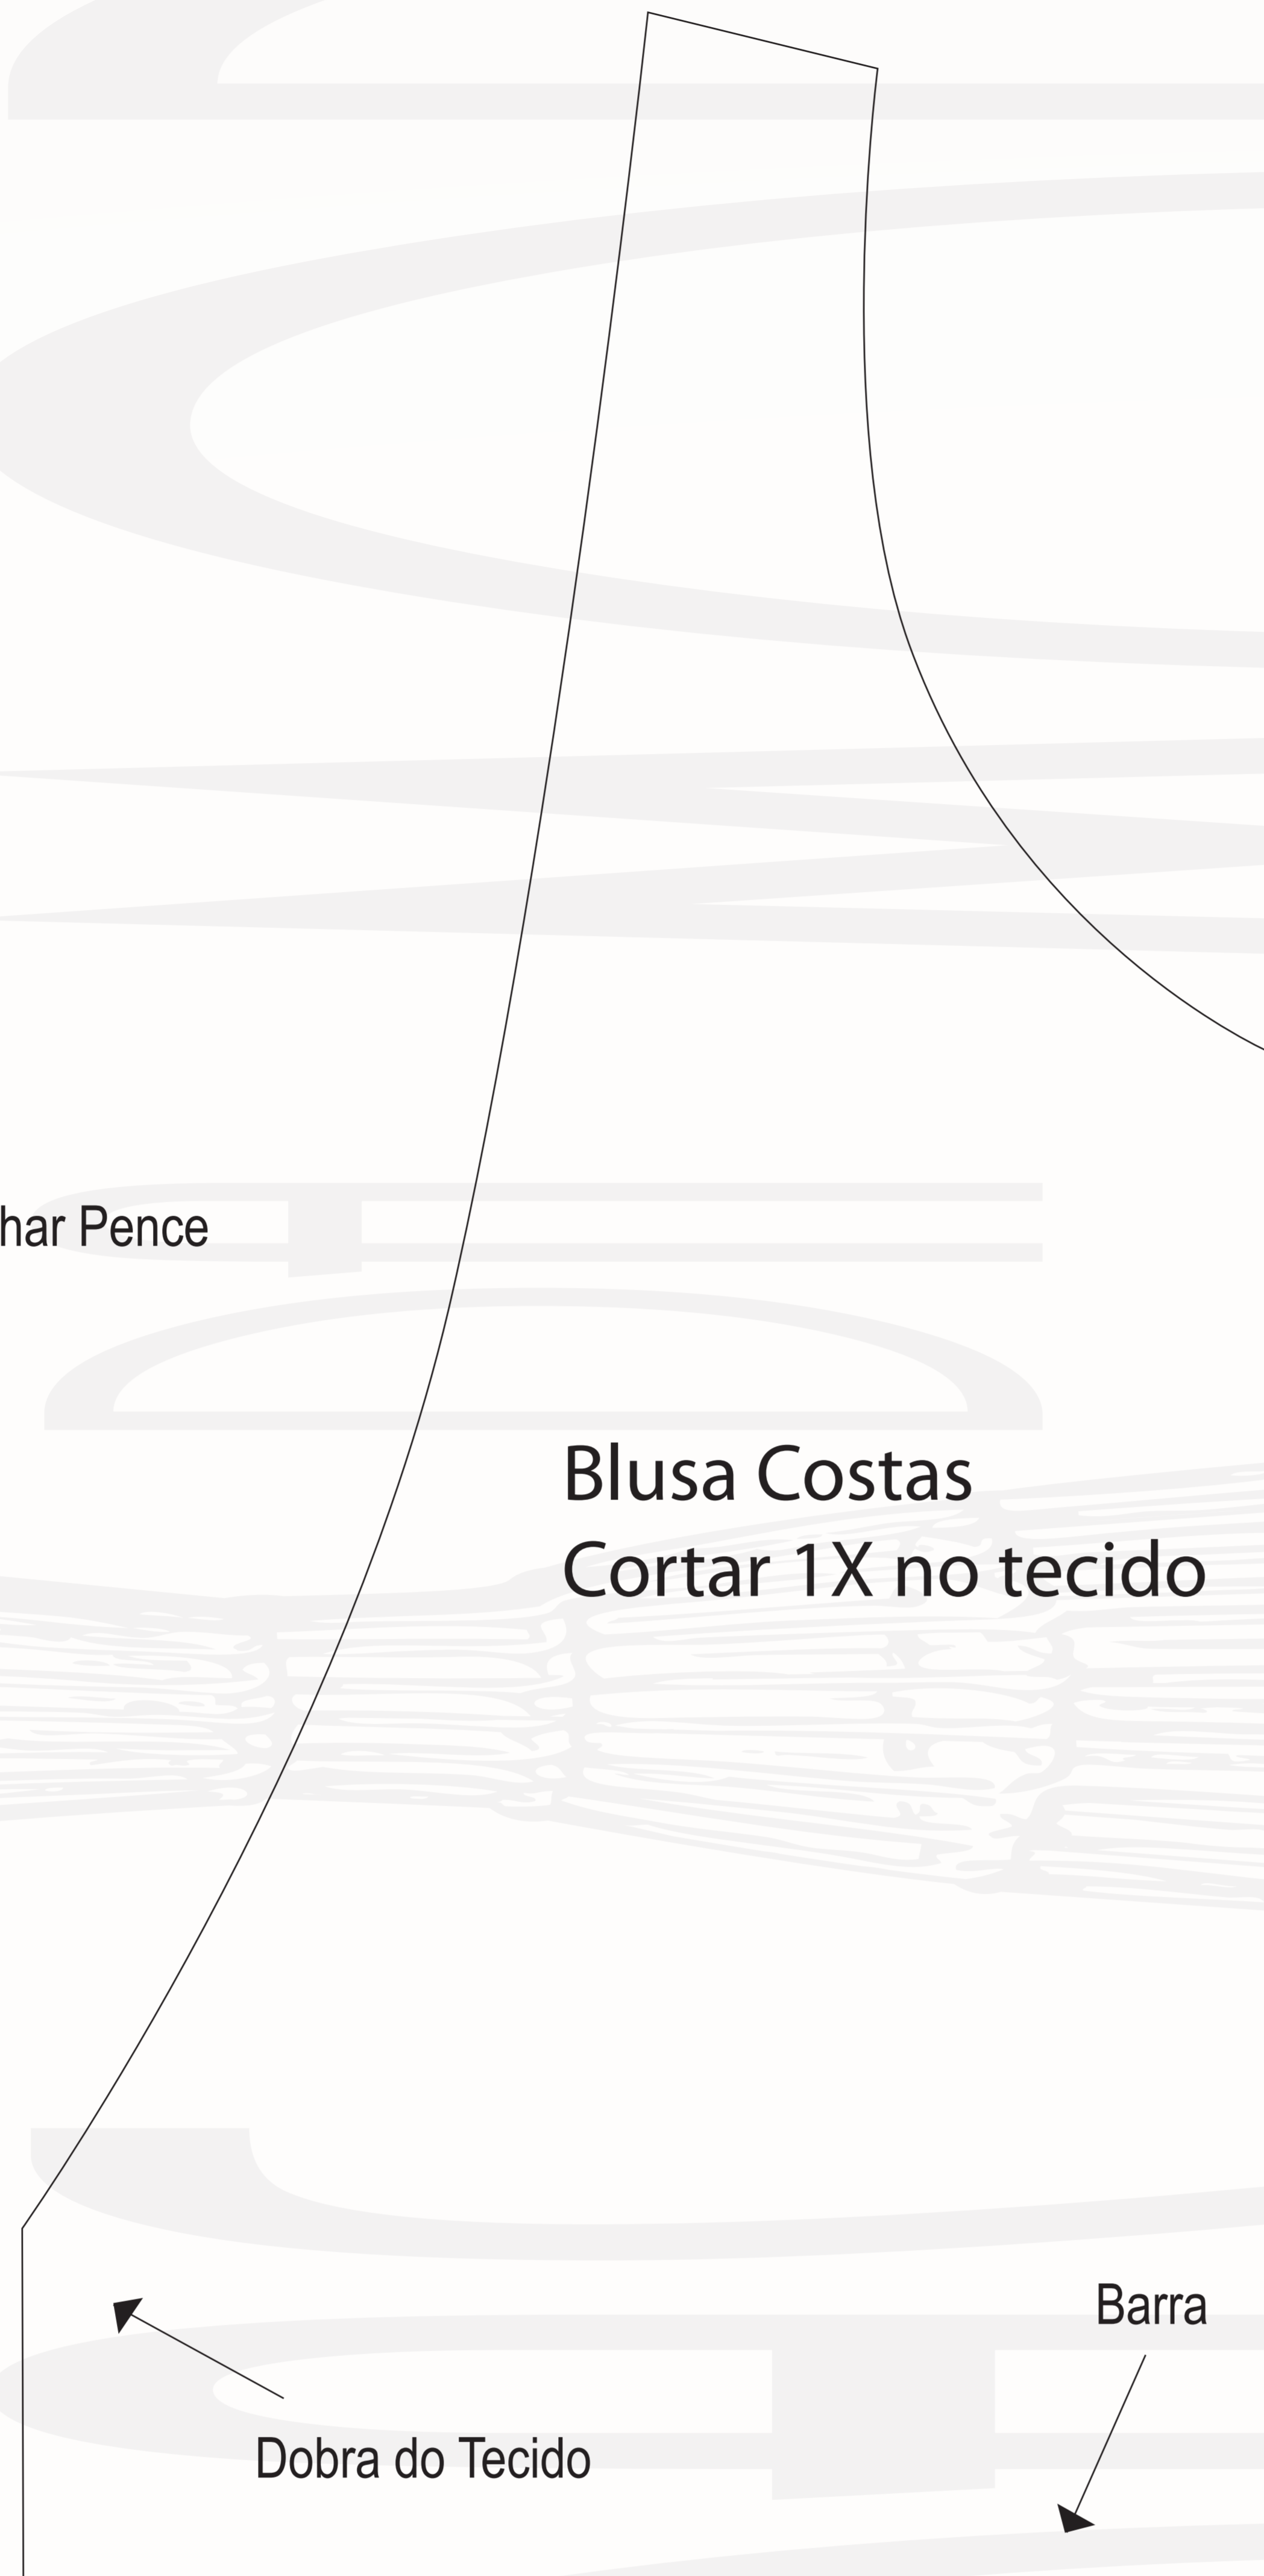 har Pence
Blusa Costas
Cortar 1X no tecido
Barra
Dobra do Tecido